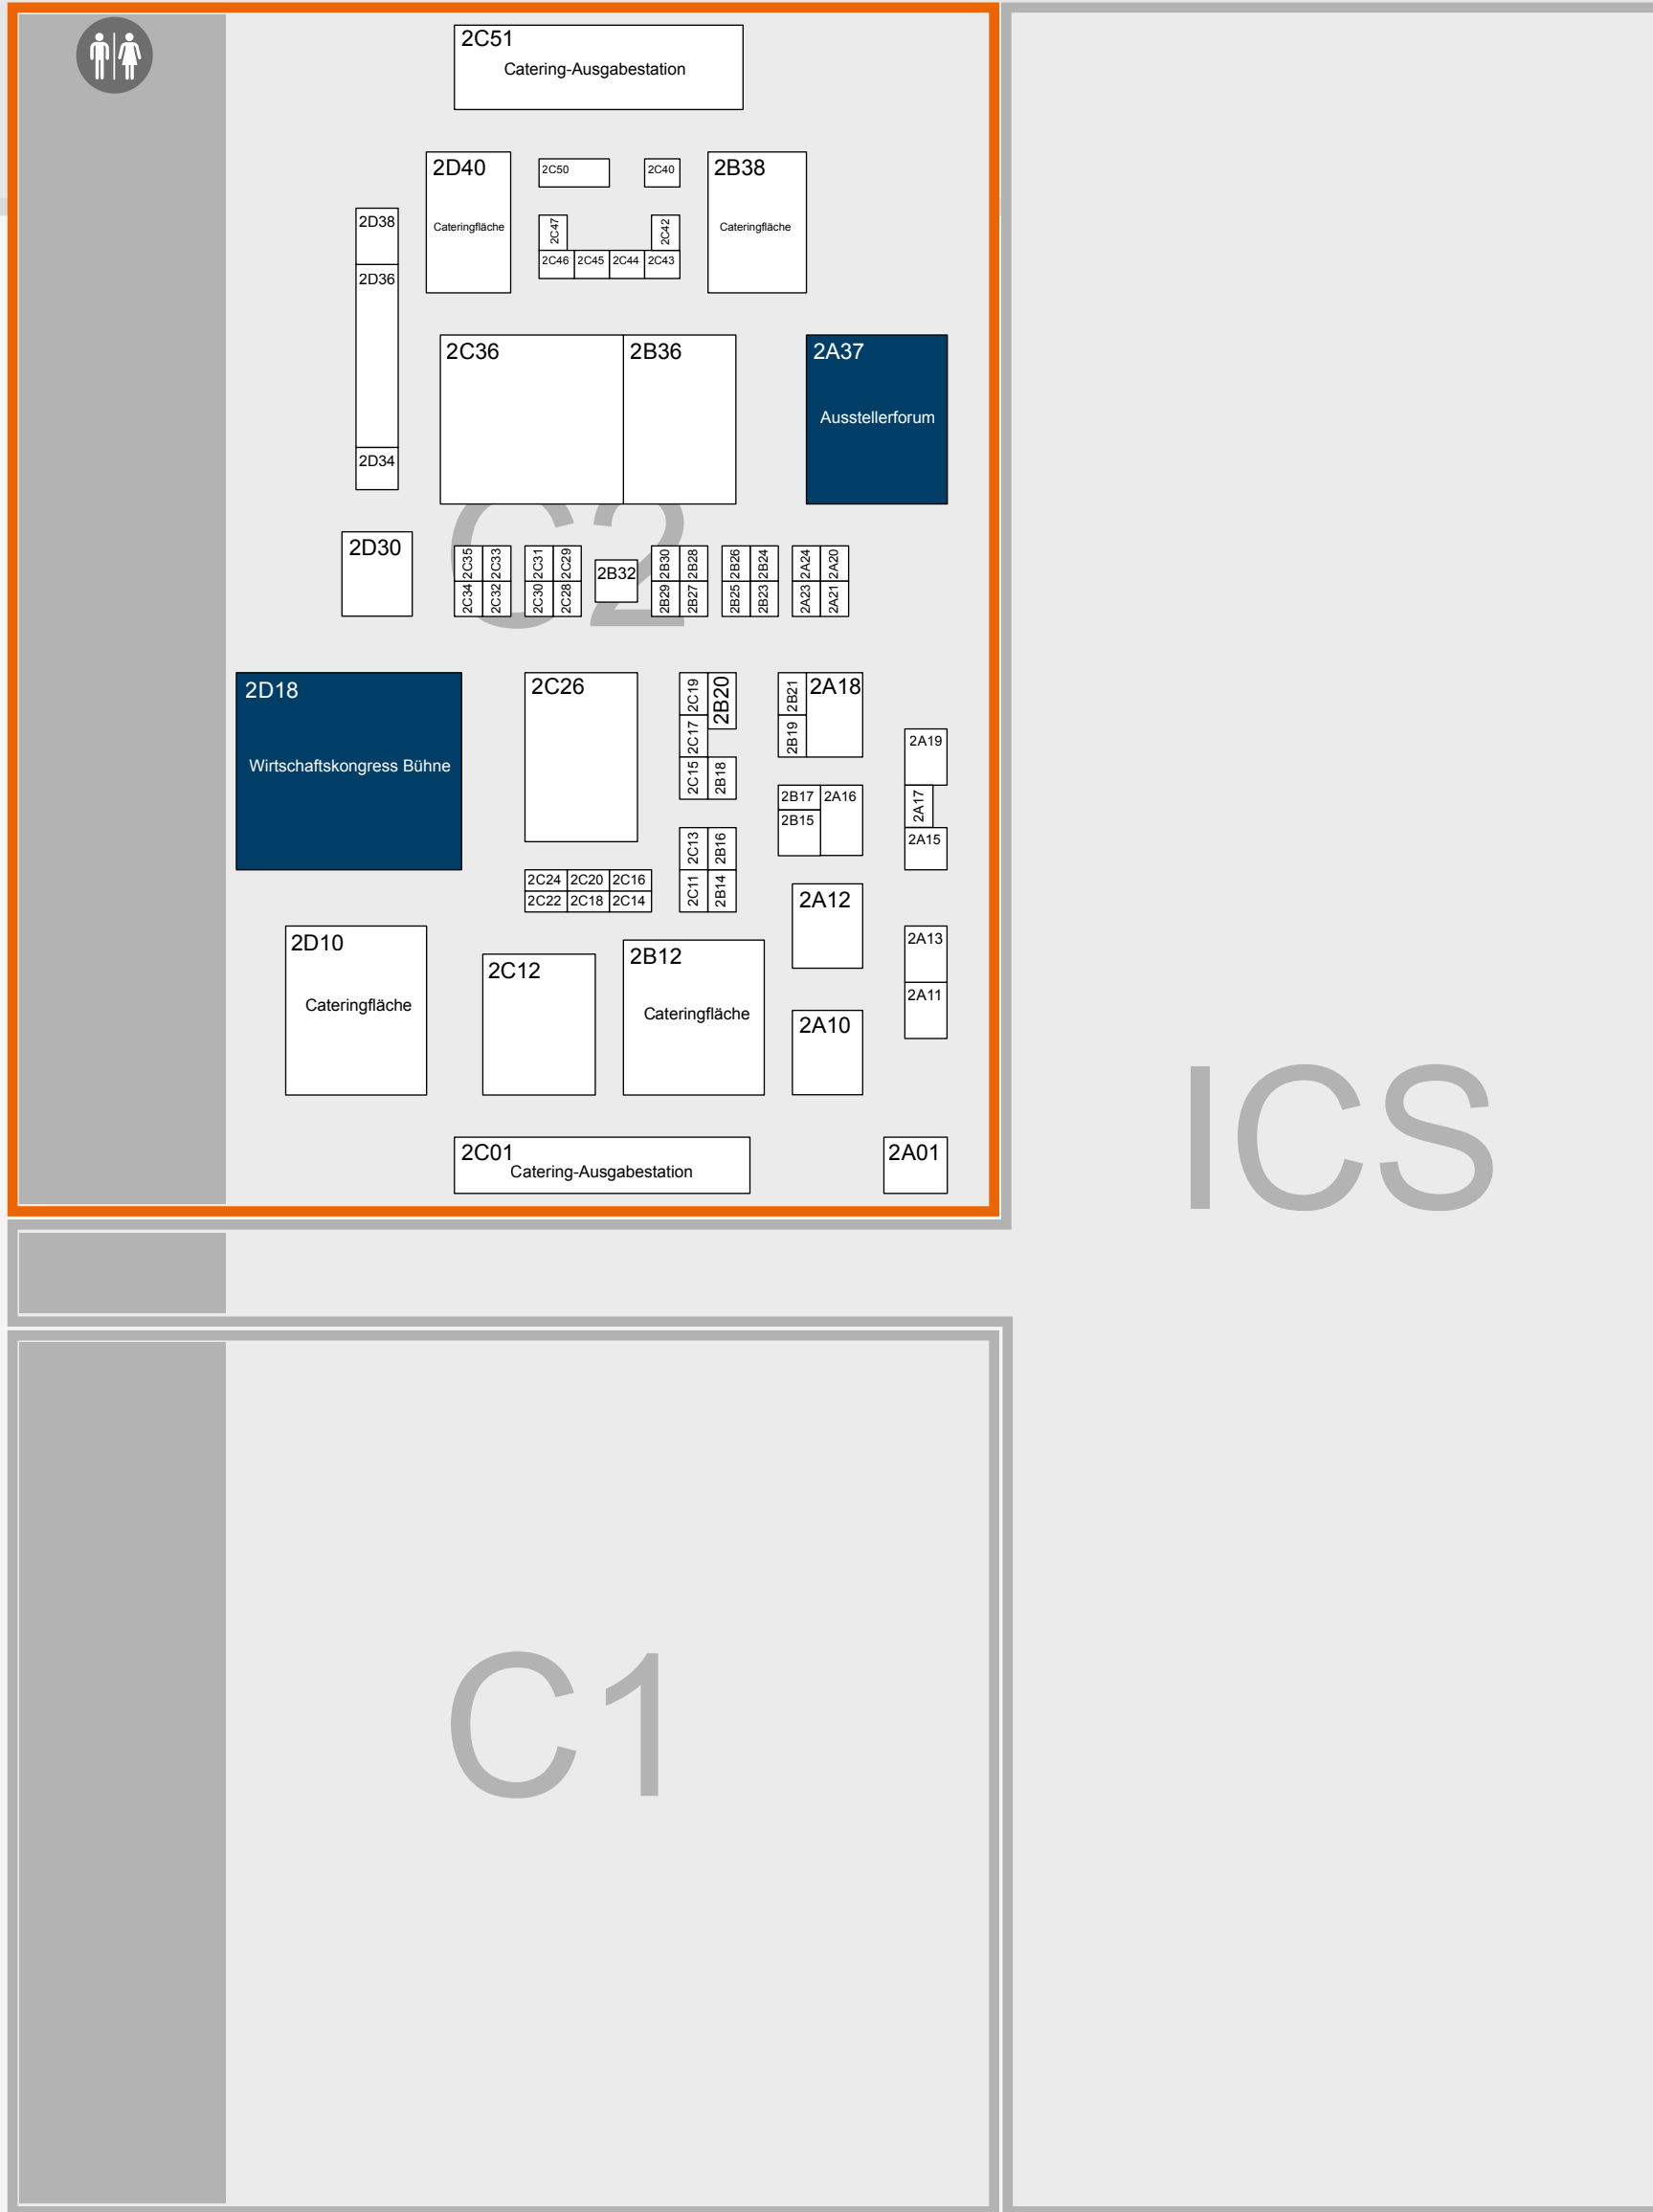 2C51
Catering-Ausgabestation
2D40
Cateringfläche
2C50
2C40
2B38
Cateringfläche
2D38
2C47
2C42
2C46 2C45 2C44 2C43
2D36
2D34
2C36
2B36
2A37
Ausstellerforum
C2
2D30
2C35 2C33 2C31 2C29
2C34 2C32 2C30 2C28
2B32
2B30 2B28 2B26 2B24 2A24 2A20
2B29 2B27 2B25 2B23 2A23 2A21
2D18
Wirtschaftskongress Bühne
2C26
2C19
2B20
2C17
2C15 2B18
2B21
2A18
2B19
2A19
2B17 2A16
2B15
2A17
2A15
2C13 2B16
2C11 2B14
2C24 2C20 2C16
2C22 2C18 2C14
2A12
2D10
Cateringfläche
2C12
2B12
Cateringfläche
2A13
2A11
2A10
2C01
Catering-Ausgabestation
2A01
ICS
C1